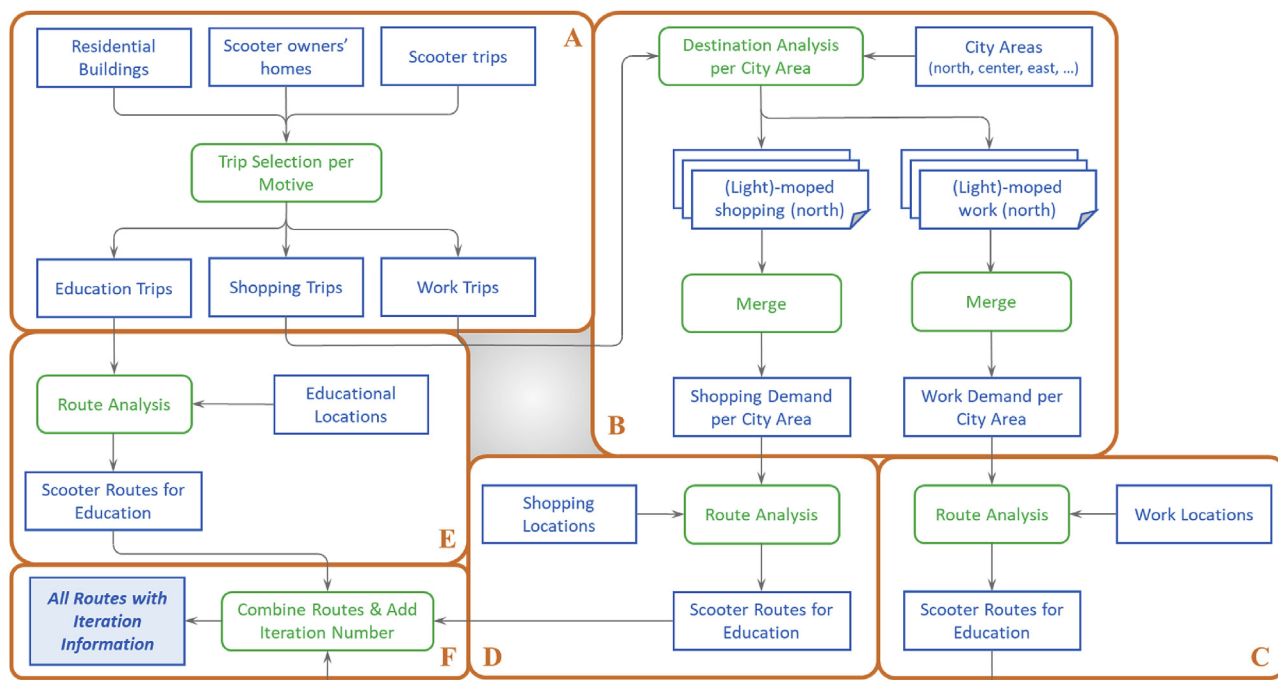 A
Residential
Buildings
Scooter owners’
homes
Scooter trips
Trip Selection per
Motive
Education Trips
Shopping Trips
Work Trips
Destination Analysis
per City Area
City Areas
(north, center, east, ...)
(Light)-moped
shopping (north)
(Light)-moped
work (north)
Merge
Merge
Shopping Demand
per City Area
Work Demand per
City Area
B
Route Analysis
Educational
Locations
Scooter Routes for
Education
E
Shopping
Locations
Route Analysis
Scooter Routes for
Education
D
Route Analysis
Work Locations
Scooter Routes for
Education
C
All Routes with
Iteration
Information
Combine Routes & Add
Iteration Number
F